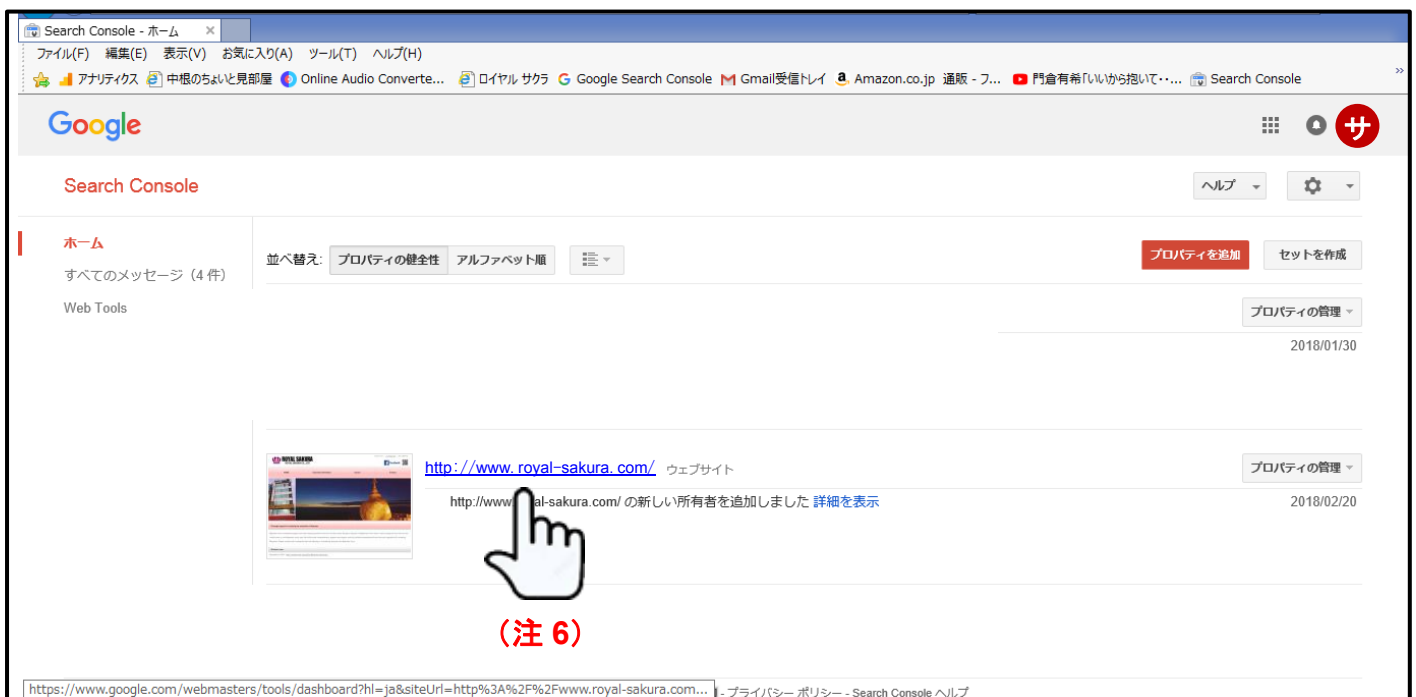 Search Console - ホーム ×
ファイル(F) 編集(E) 表示(V) お気に入り(A) ツール(T) ヘルプ(H)
アナリティクス 中根のちょいと見部屋 Online Audio Converte... ロイヤル サクラ Google Search Console Gmail受信トレイ Amazon.co.jp 通販 - フ... 門倉有希「いいから抱いて・・... Search Console »
Google サ
Search Console ヘルプ
ホーム
すべてのメッセージ（4 件）
Web Tools
並べ替え: プロパティの健全性 アルファベット順 プロパティを追加 セットを作成
プロパティの管理
2018/01/30
ROYAL SAKURA
http://www.royal-sakura.com/ ウェブサイト プロパティの管理
http://www al-sakura.com/ の新しい所有者を追加しました 詳細を表示 2018/02/20
（注 6）
https://www.google.com/webmasters/tools/dashboard?hl=ja&siteUrl=http%3A%2F%2Fwww.royal-sakura.com... - プライバシー ポリシー - Search Console ヘルプ